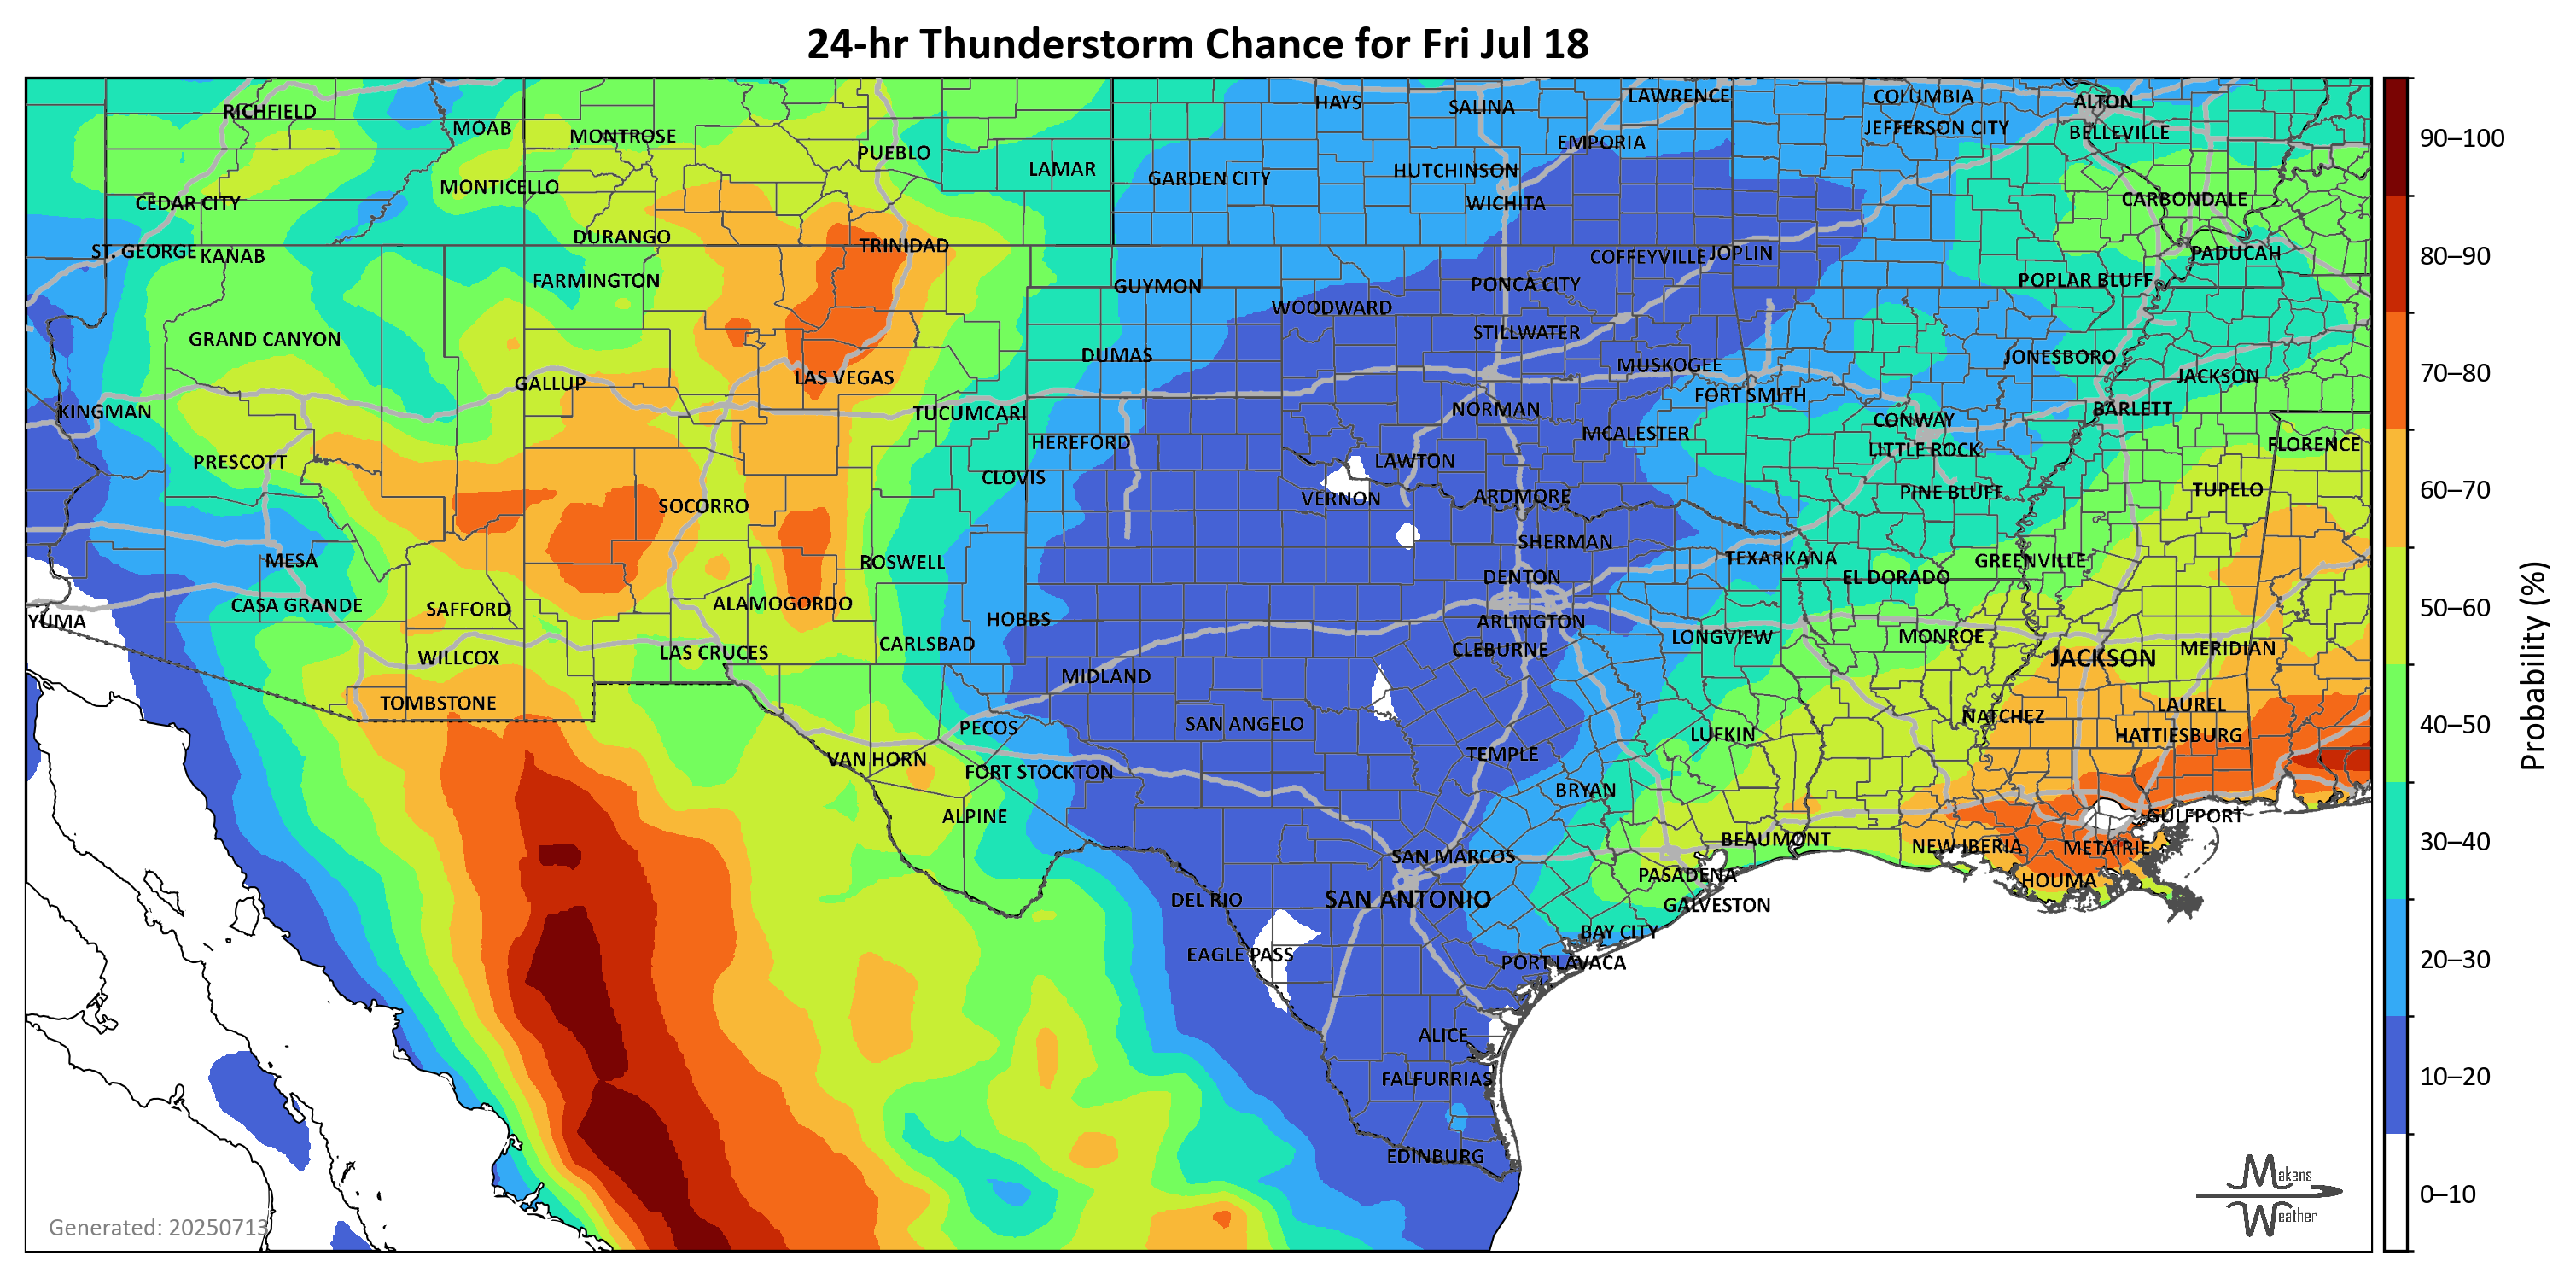 24-hr Thunderstorm Chance for Fri Jul 18
RICHFIELD
MOAB
MONTROSE
PUEBLO
LAMAR
HAYS
SALINA
LAWRENCE
COLUMBIA
ALTON
JEFFERSON CITY
BELLEVILLE
EMPORIA
MONTICELLO
GARDEN CITY
HUTCHINSON
WICHITA
CEDAR CITY
CARBONDALE
DURANGO
TRINIDAD
ST. GEORGE
KANAB
COFFEYVILLE
JOPLIN
PADUCAH
FARMINGTON
GUYMON
PONCA CITY
POPLAR BLUFF
WOODWARD
GRAND CANYON
STILLWATER
DUMAS
MUSKOGEE
JONESBORO
GALLUP
LAS VEGAS
JACKSON
KINGMAN
TUCUMCARI
NORMAN
FORT SMITH
BARLETT
HEREFORD
MCALESTER
CONWAY
FLORENCE
PRESCOTT
CLOVIS
LAWTON
LITTLE ROCK
SOCORRO
VERNON
ARDMORE
PINE BLUFF
TUPELO
MESA
ROSWELL
SHERMAN
TEXARKANA
GREENVILLE
DENTON
EL DORADO
CASA GRANDE
SAFFORD
ALAMOGORDO
HOBBS
ARLINGTON
YUMA
WILLCOX
LAS CRUCES
CARLSBAD
CLEBURNE
LONGVIEW
MONROE
JACKSON
MERIDIAN
TOMBSTONE
MIDLAND
PECOS
SAN ANGELO
LUFKIN
NATCHEZ
LAUREL
HATTIESBURG
VAN HORN
FORT STOCKTON
TEMPLE
BRYAN
ALPINE
GULFPORT
SAN MARCOS
BEAUMONT
NEW IBERIA
METAIRIE
DEL RIO
SAN ANTONIO
PASADENA
HOUMA
GALVESTON
EAGLE PASS
BAY CITY
PORT LAVACA
ALICE
FALFURRIAS
EDINBURG
Generated: 20250713
Makens
Weather
90–100
80–90
70–80
60–70
50–60
40–50
30–40
20–30
10–20
0–10
Probability (%)